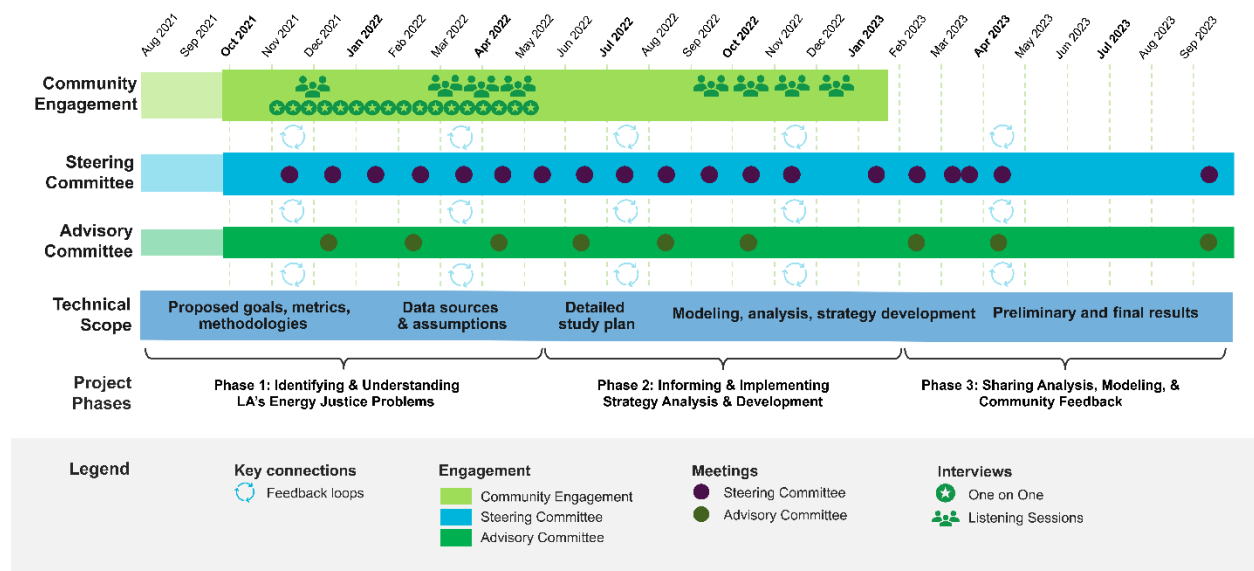 Aug 2021
Sep 2021
Oct 2021
Nov 2021
Dec 2021
Jan 2022
Feb 2022
Mar 2022
Apr 2022
May 2022
Jun 2022
Jul 2022
Aug 2022
Sep 2022
Oct 2022
Nov 2022
Dec 2022
Jan 2023
Feb 2023
Mar 2023
Apr 2023
May 2023
Jun 2023
Jul 2023
Aug 2023
Sep 2023
Community
Engagement
Steering
Committee
Advisory
Committee
Technical
Scope
Proposed goals, metrics,
methodologies
Data sources
& assumptions
Detailed
study plan
Modeling, analysis, strategy development
Preliminary and final results
Project
Phases
Phase 1: Identifying & Understanding
LA's Energy Justice Problems
Phase 2: Informing & Implementing
Strategy Analysis & Development
Phase 3: Sharing Analysis, Modeling, &
Community Feedback
Legend
Key connections
Feedback loops
Engagement
Community Engagement
Steering Committee
Advisory Committee
Meetings
Steering Committee
Advisory Committee
Interviews
One on One
Listening Sessions